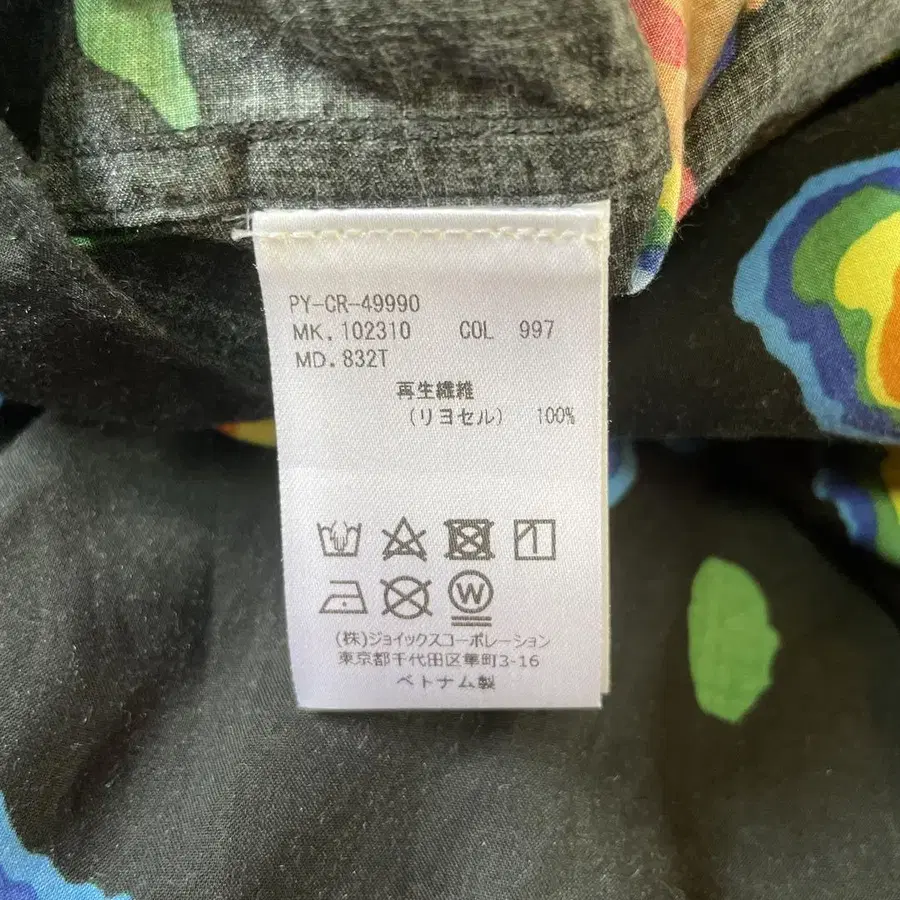 PY-CR-49990
MK. 102310 COL 997
MD. 832T
再生繊維
(リヨセル) 100%
W
(株)ジョイックスコーポレーション
東京都千代田区華町3-16
ベトナム製